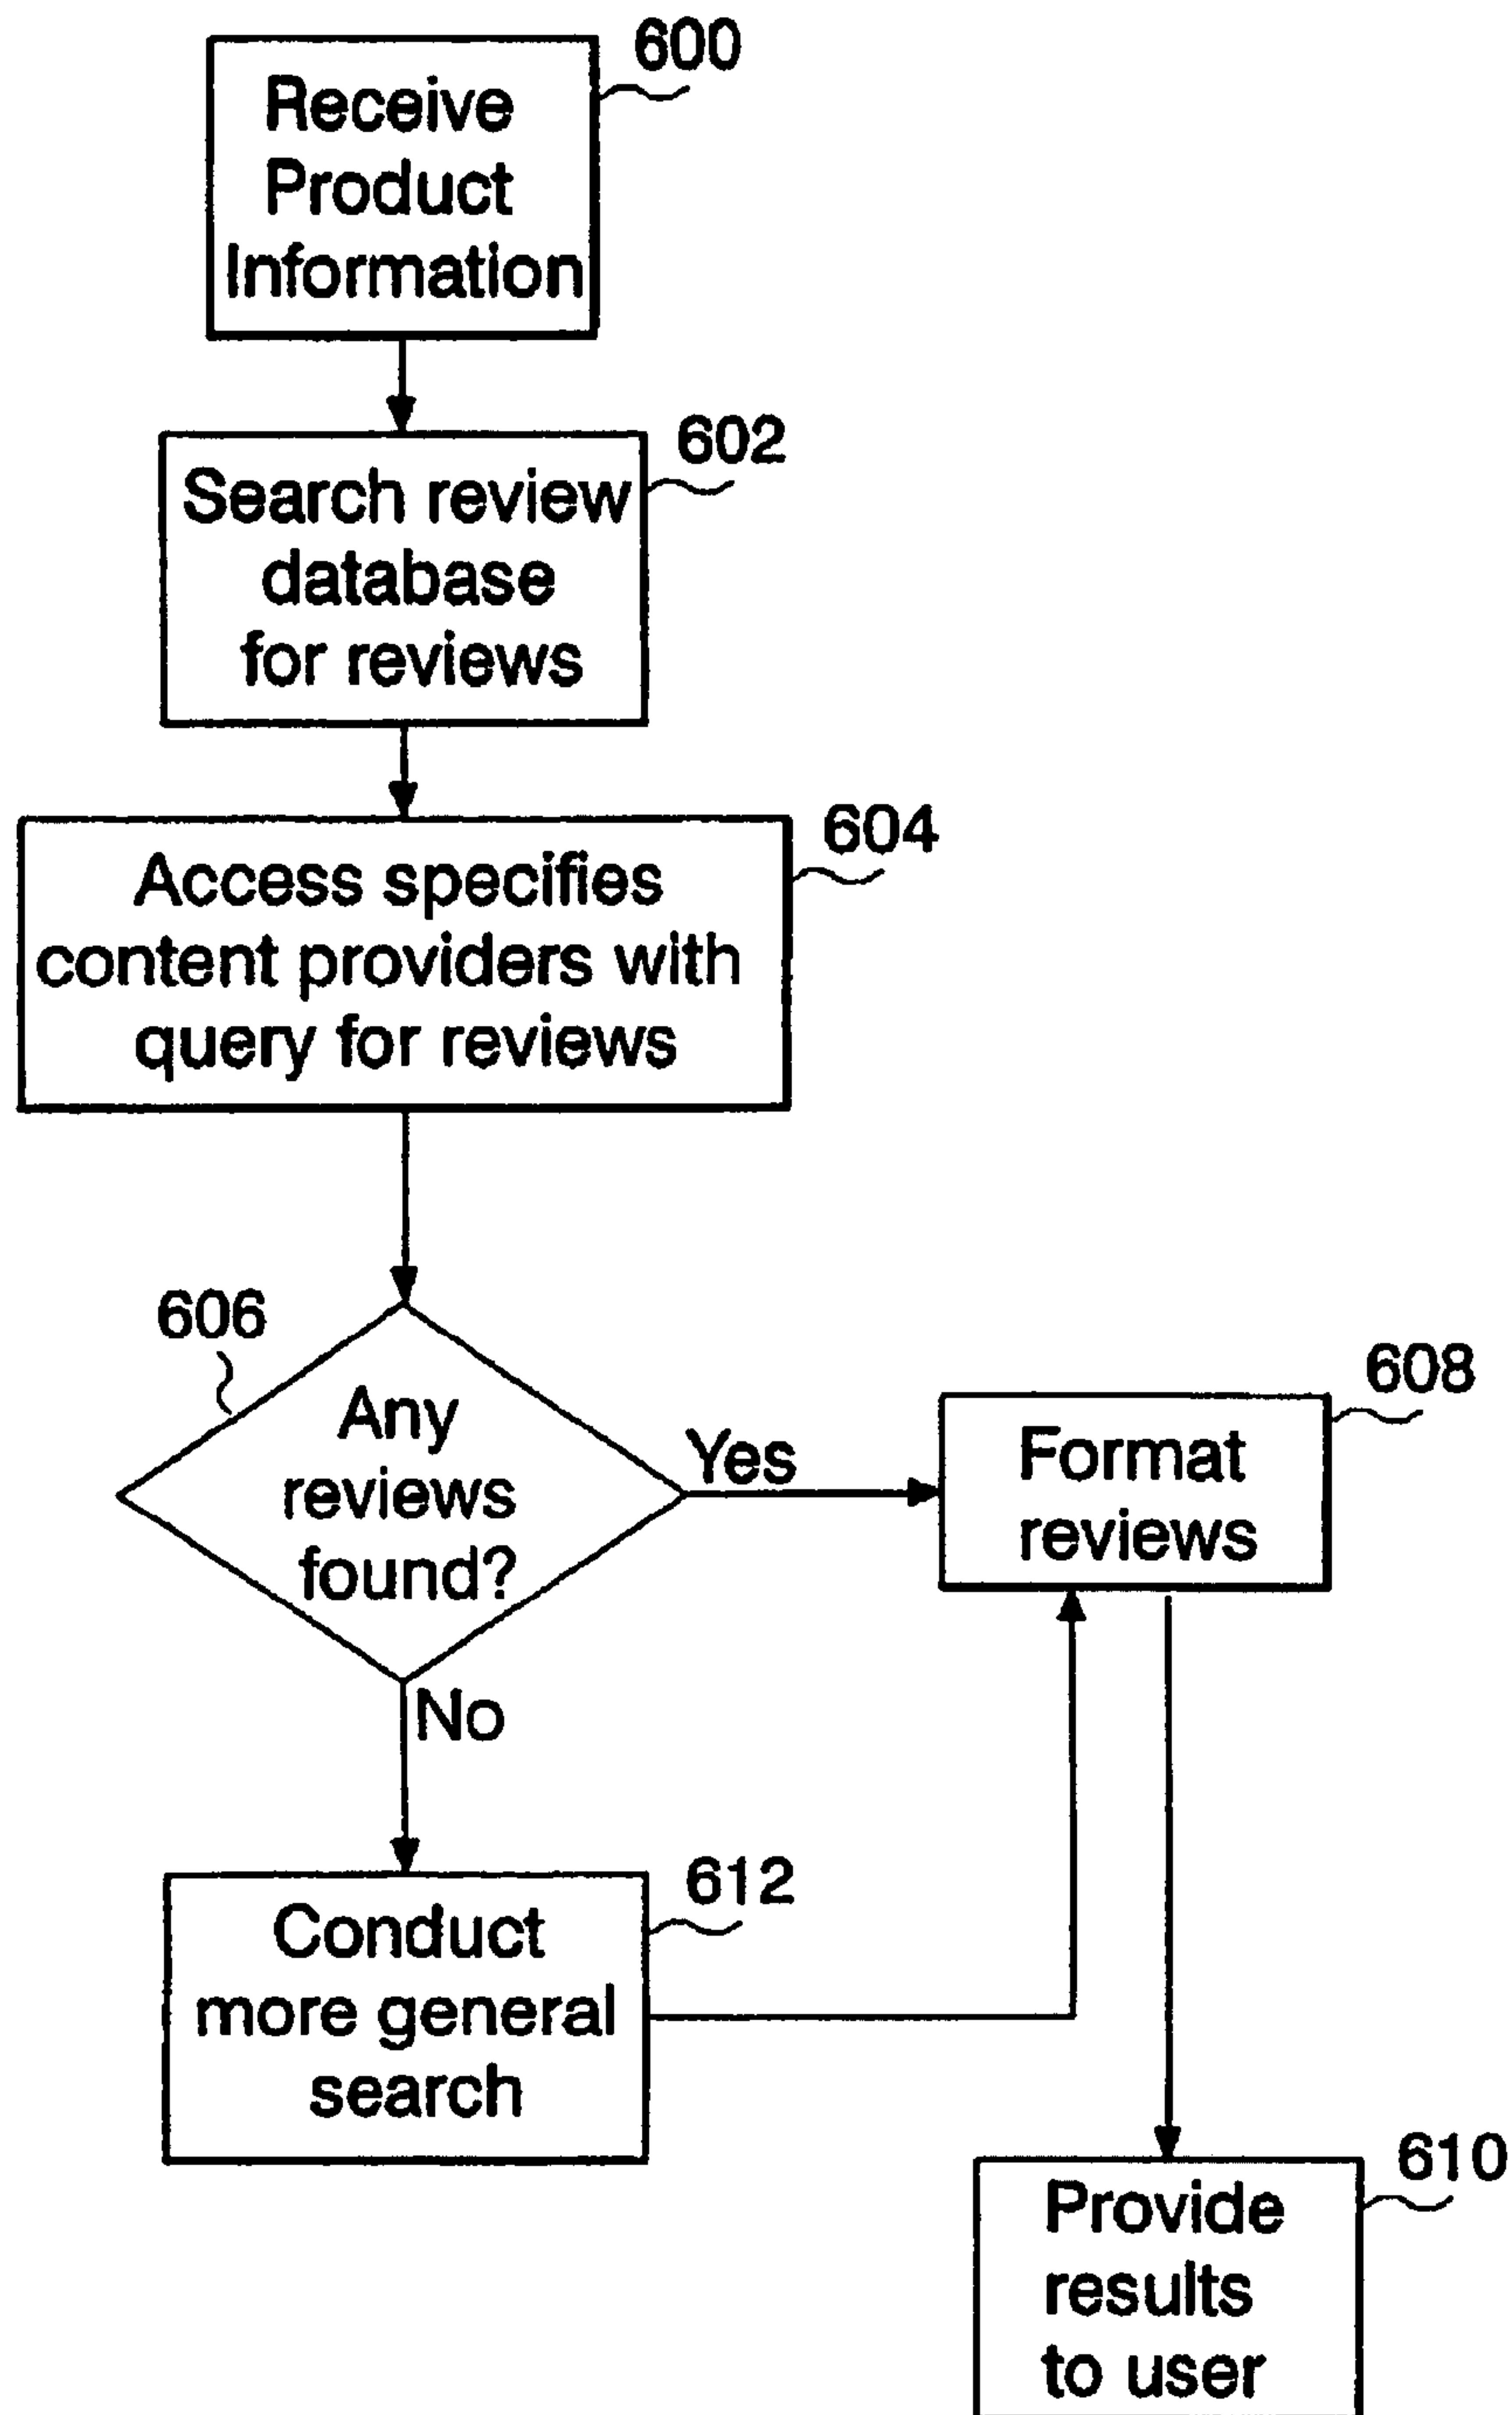 600
Receive
Product
Information
602
Search review
database
for reviews
604
Access specifies
content providers with
query for reviews
606
Any
reviews
found?
Yes
608
Format
reviews
No
612
Conduct
more general
search
610
Provide
results
to user